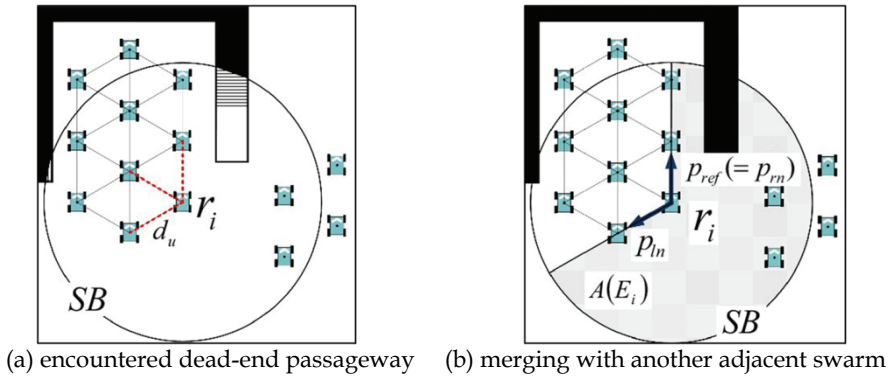 r_i
d_u
SB
p_ref(= p_rn)
r_i
p_ln
A(E_i)
SB
(a) encountered dead-end passageway
(b) merging with another adjacent swarm